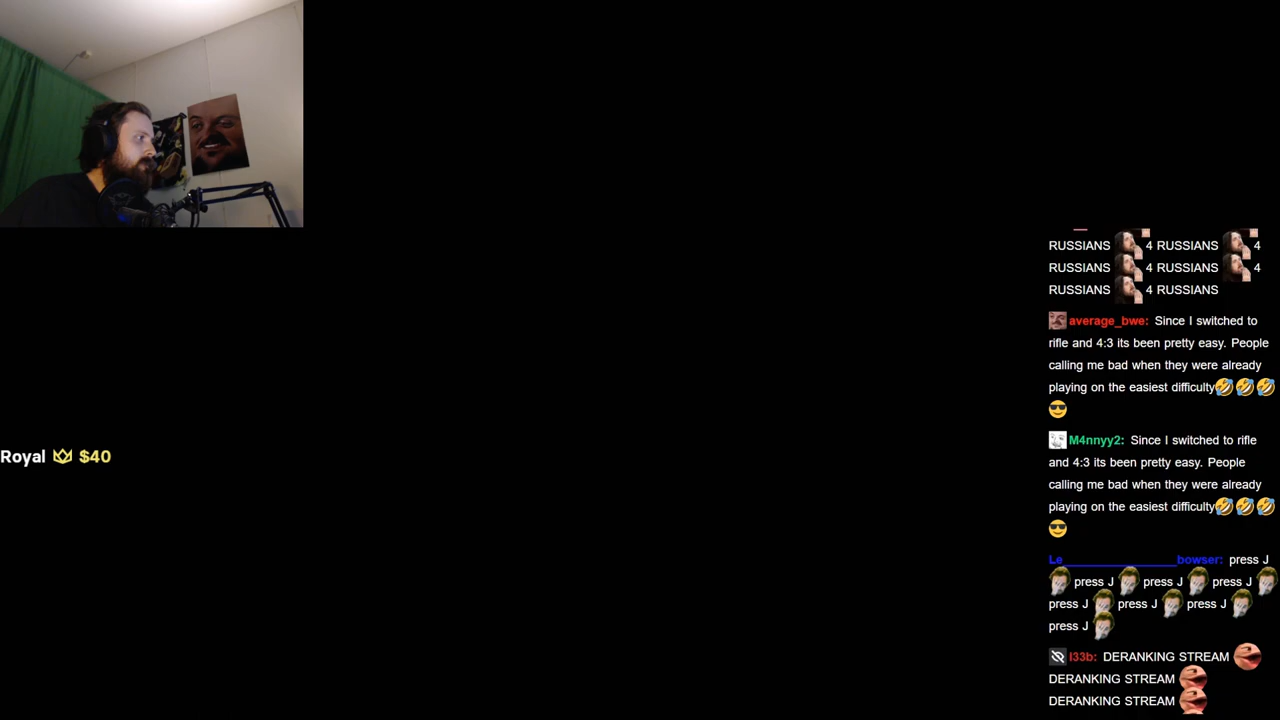 RUSSIANS 4 RUSSIANS 4
RUSSIANS 4 RUSSIANS 4
RUSSIANS 4 RUSSIANS
average_bwe: Since I switched to
rifle and 4:3 its been pretty easy. People
calling me bad when they were already
playing on the easiest difficulty🤣🤣🤣
😎
Royal $40
M4nnyy2: Since I switched to rifle
and 4:3 its been pretty easy. People
calling me bad when they were already
playing on the easiest difficulty🤣🤣🤣
😎
Le________________bowser: press J
press J press J press J
press J press J press J
press J
l33b: DERANKING STREAM
DERANKING STREAM
DERANKING STREAM